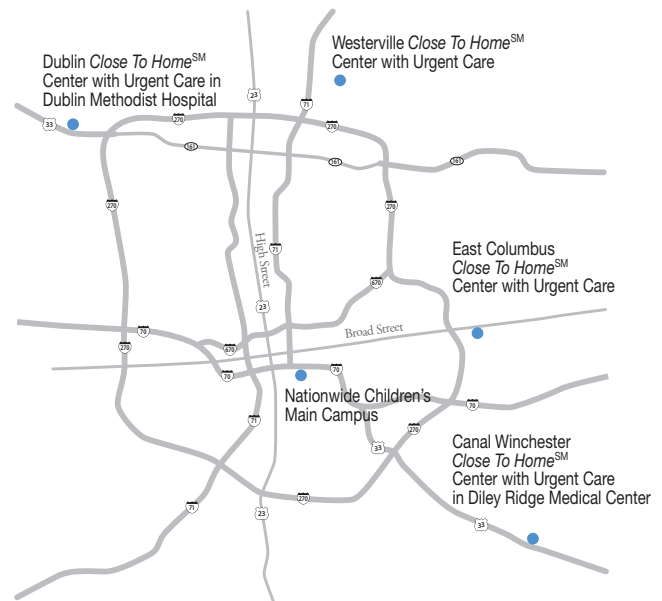 Westerville Close To Home℠
Center with Urgent Care
Dublin Close To Home℠
Center with Urgent Care in
Dublin Methodist Hospital
23
71
33
270
270
161
161
161
270
270
High Street
71
East Columbus
Close To Home℠
Center with Urgent Care
670
23
Broad Street
70
270
670
70
70
Nationwide Children's
Main Campus
70
71
270
33
Canal Winchester
Close To Home℠
Center with Urgent Care
in Diley Ridge Medical Center
270
71
23
33